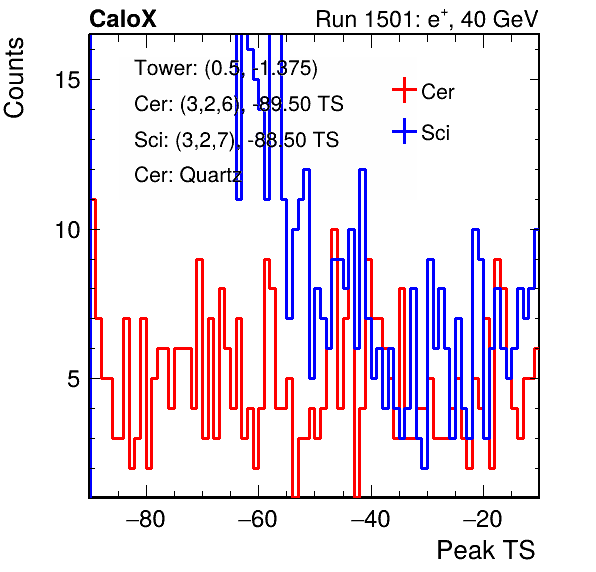 CaloX Run 1501: e+, 40 GeV
Counts
Tower: (0.5, -1.375)
Cer: (3,2,6), -89.50 TS
Sci: (3,2,7), -88.50 TS
Cer: Quartz
Cer
Sci
15
10
5
−80 −60 −40 −20
Peak TS